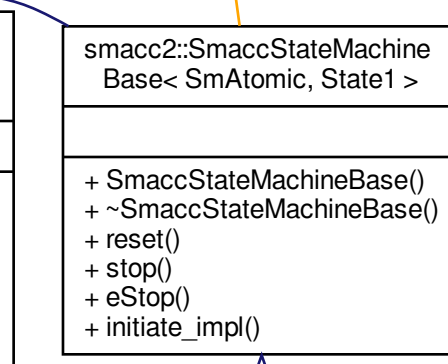 smacc2::SmaccStateMachine
Base< SmAtomic, State1 >
+ SmaccStateMachineBase()
+ ~SmaccStateMachineBase()
+ reset()
+ stop()
+ eStop()
+ initiate_impl()